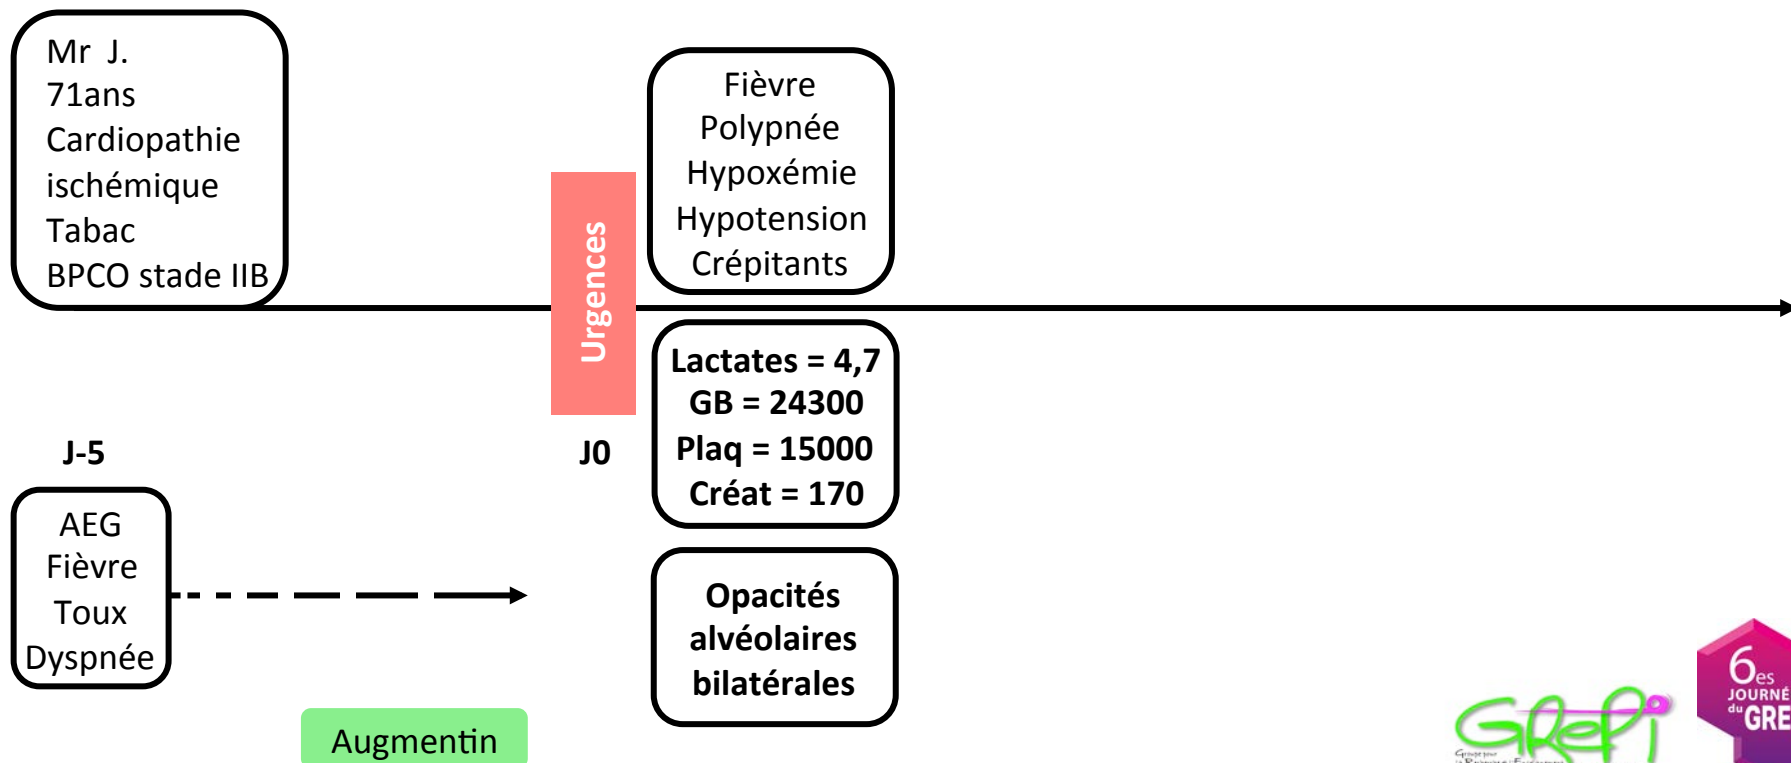 Mr J.
71ans
Cardiopathie
ischémique
Tabac
BPCO stade IIB
Fièvre
Polypnée
Hypoxémie
Hypotension
Crépitants
Urgences
Lactates = 4,7
GB = 24300
Plaq = 15000
Créat = 170
J-5
J0
AEG
Fièvre
Toux
Dyspnée
Opacités
alvéolaires
bilatérales
Augmentin
GREPI
Groupe pour
6es
JOURNÉ
du GRE